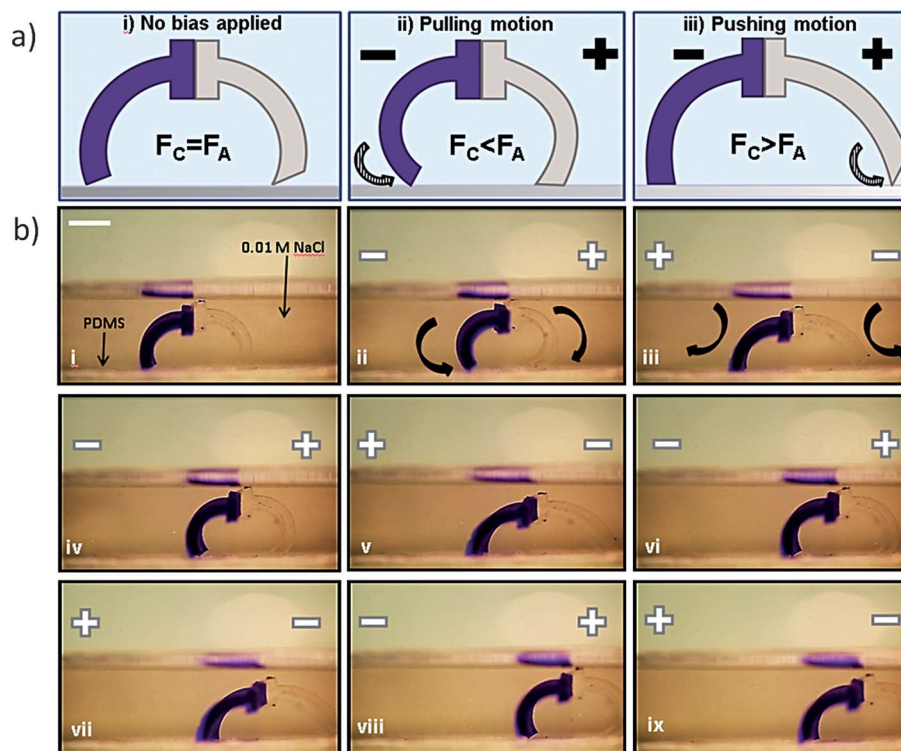 a)
i) No bias applied
F_C=F_A
ii) Pulling motion
− +
F_C<F_A
iii) Pushing motion
− +
F_C>F_A
b)
0.01 M NaCl
PDMS
i
− +
ii
+ −
iii
− +
iv
+ −
v
− +
vi
+ −
vii
− +
viii
+ −
ix